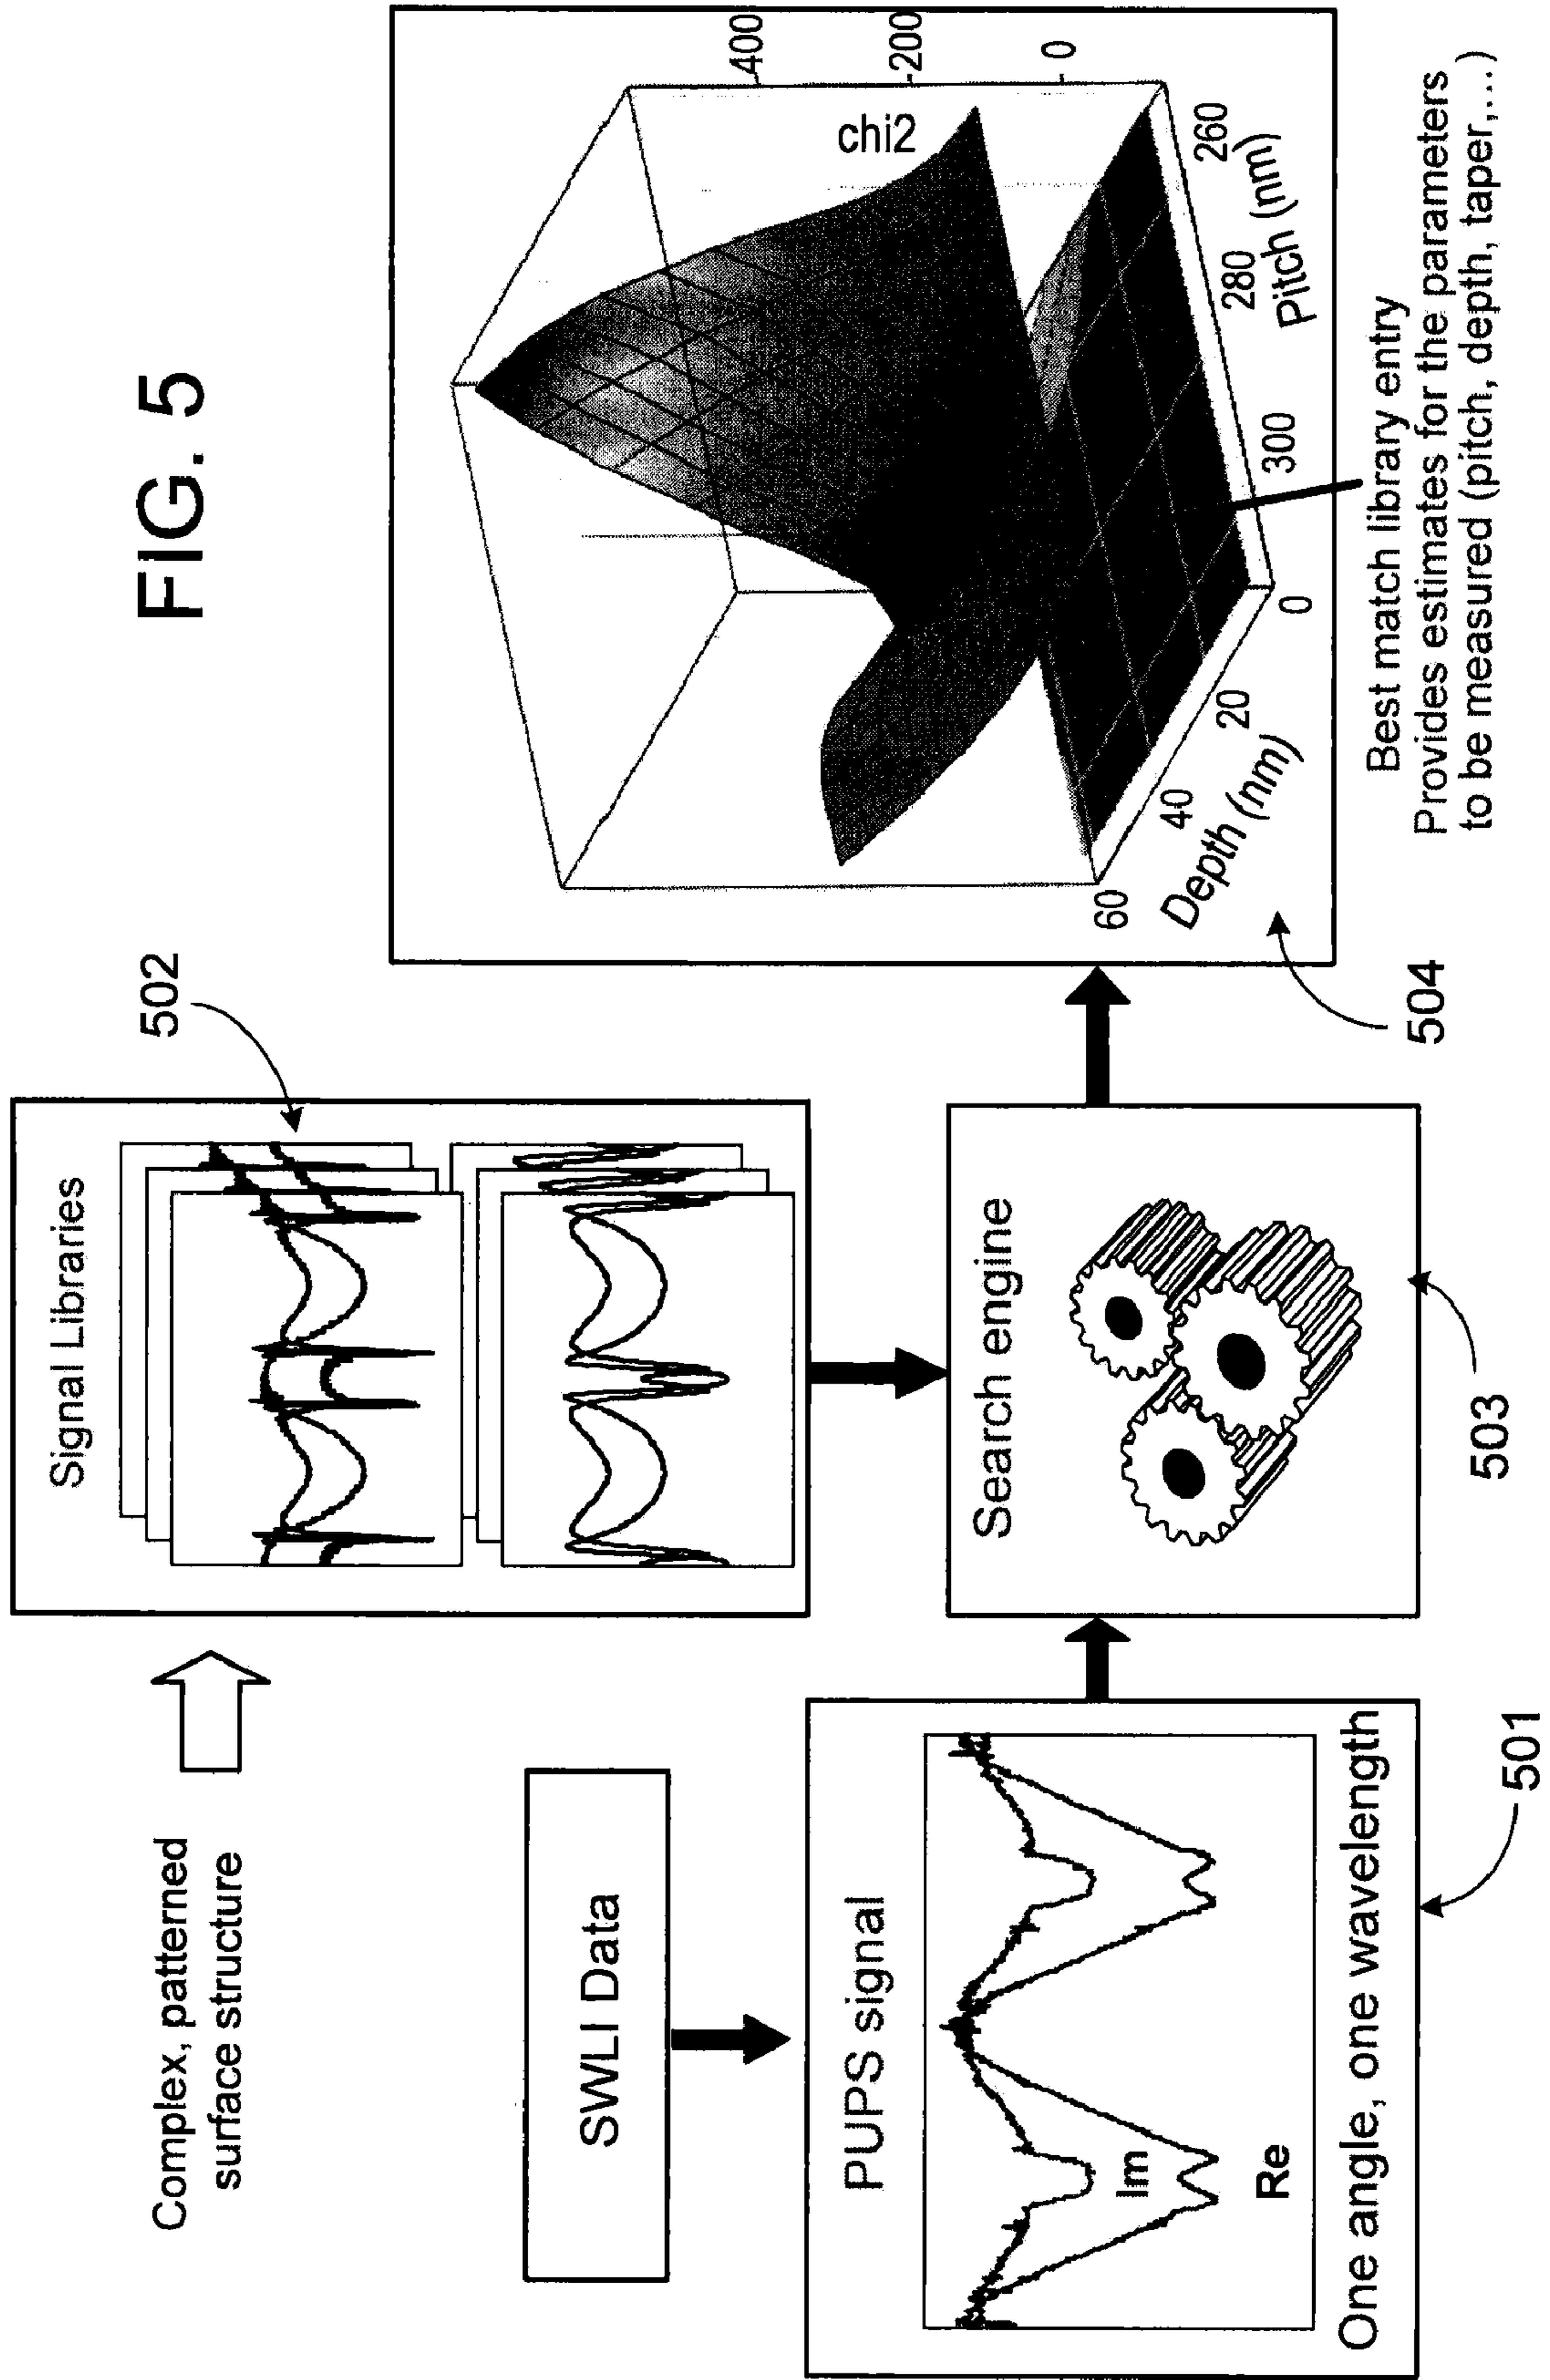 FIG. 5
Complex, patterned
surface structure
Signal Libraries
502
SWLI Data
PUPS signal
Im
Re
One angle, one wavelength
501
Search engine
503
400
200
0
chi2
260
280
300
Pitch (nm)
0
20
40
60
Depth (nm)
504
Best match library entry
Provides estimates for the parameters
to be measured (pitch, depth, taper,...)